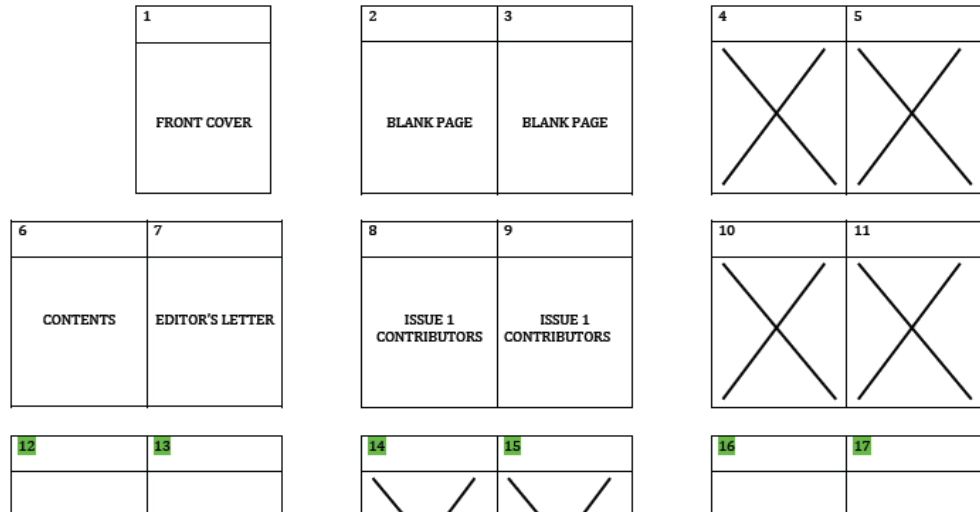 1
2 3
4 5
FRONT COVER
BLANK PAGE BLANK PAGE
6 7
8 9
10 11
CONTENTS EDITOR'S LETTER
ISSUE 1 ISSUE 1
CONTRIBUTORS CONTRIBUTORS
12 13
14 15
16 17